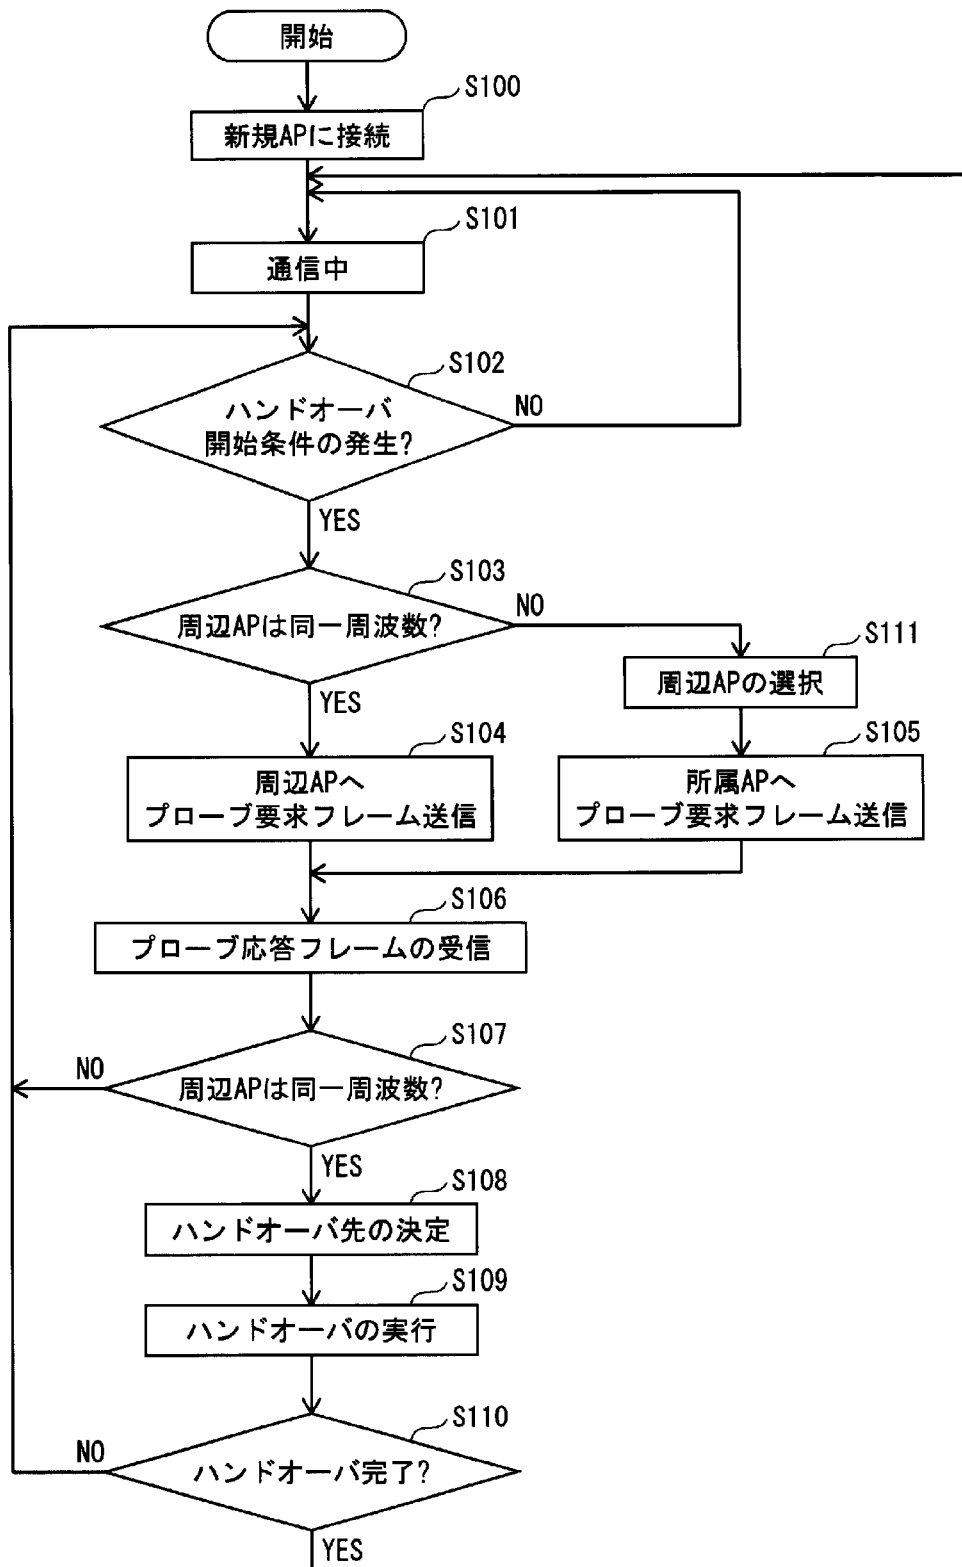 開始
S100
新規APに接続
S101
通信中
S102
ハンドオーバ
開始条件の発生?
NO
YES
S103
周辺APは同一周波数?
NO
YES
S111
周辺APの選択
S104
周辺APへ
プローブ要求フレーム送信
S105
所属APへ
プローブ要求フレーム送信
S106
プローブ応答フレームの受信
S107
周辺APは同一周波数?
NO
YES
S108
ハンドオーバ先の決定
S109
ハンドオーバの実行
S110
ハンドオーバ完了?
NO
YES